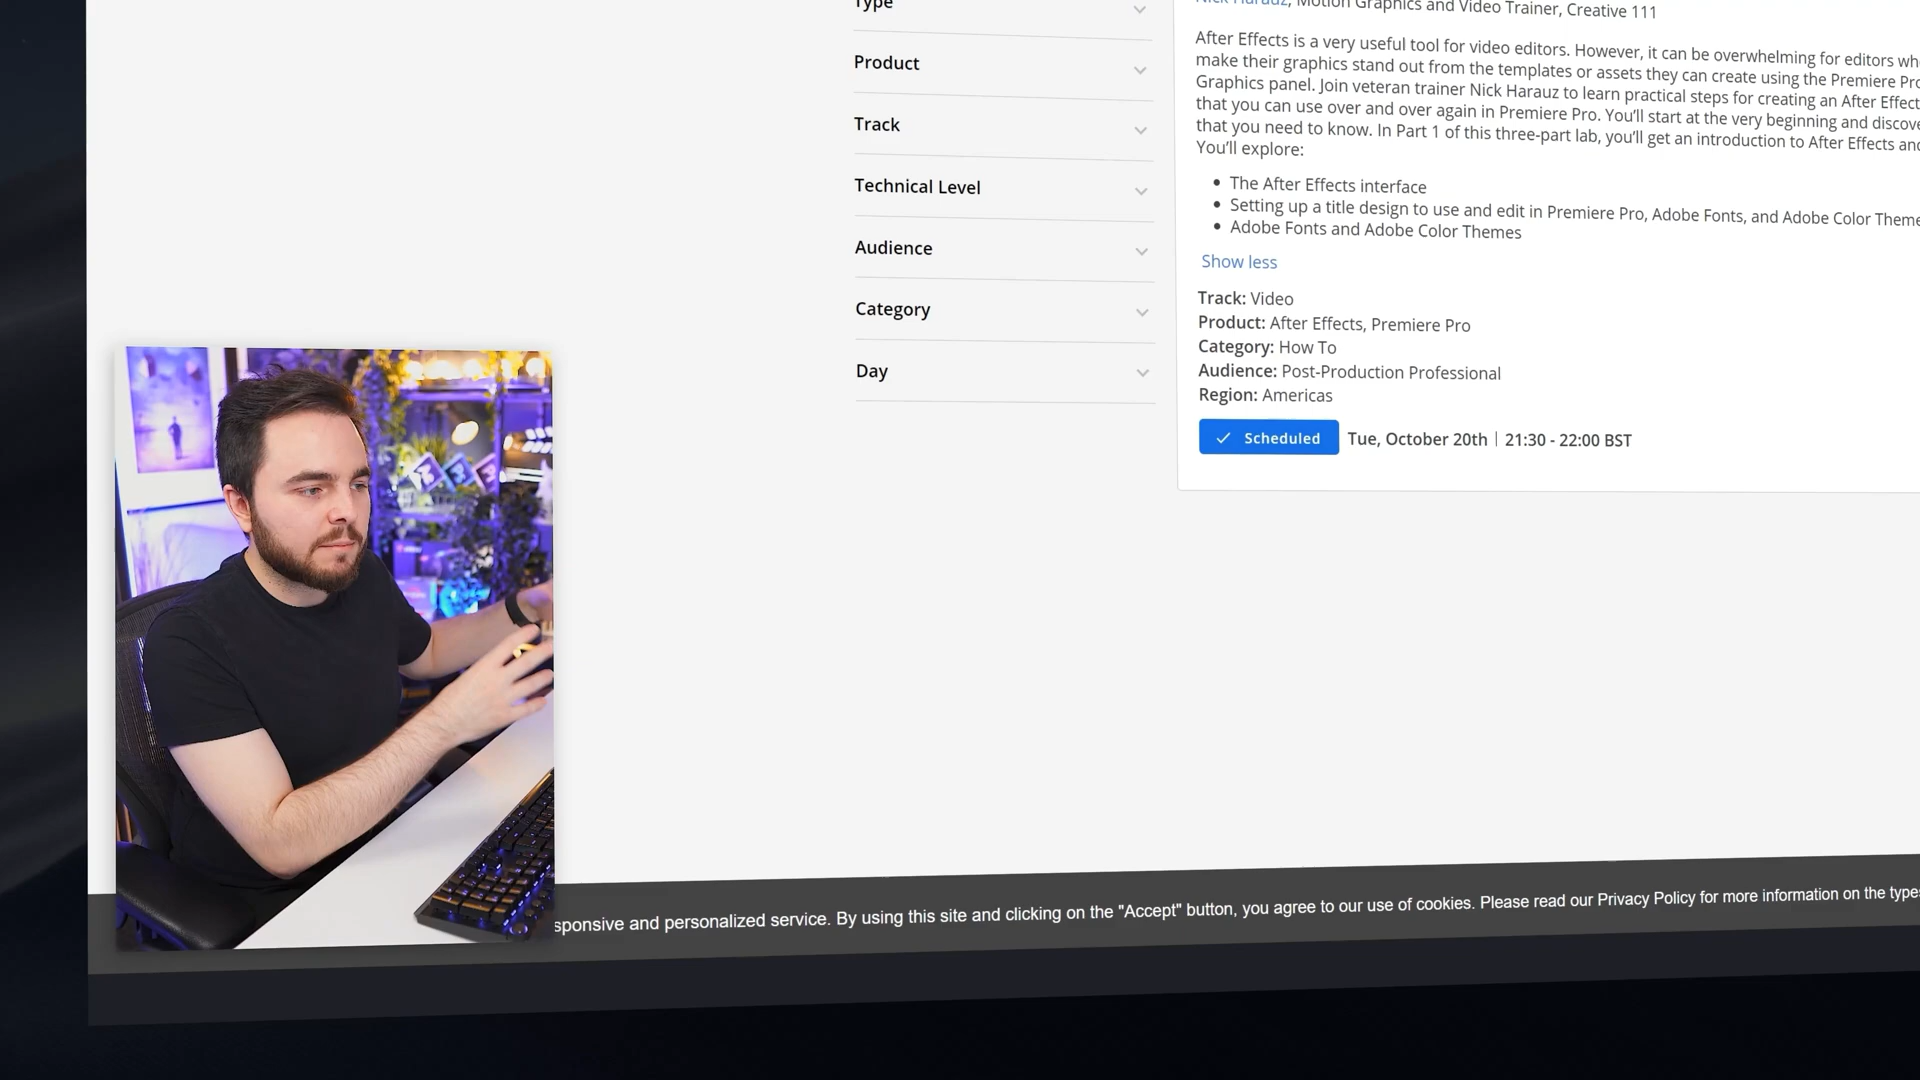 Type
Product
Track
Technical Level
Audience
Category
Day
Nick Harauz, Motion Graphics and Video Trainer, Creative 111
After Effects is a very useful tool for video editors. However, it can be overwhelming for editors
make their graphics stand out from the templates or assets they can create using the Premiere
Graphics panel. Join veteran trainer Nick Harauz to learn practical steps for creating an After
that you can use over and over again in Premiere Pro. You'll start at the very beginning and
that you need to know. In Part 1 of this three-part lab, you'll get an introduction to After Effects
You'll explore:
• The After Effects interface
• Setting up a title design to use and edit in Premiere Pro, Adobe Fonts, and Adobe Color
• Adobe Fonts and Adobe Color Themes
Show less
Track: Video
Product: After Effects, Premiere Pro
Category: How To
Audience: Post-Production Professional
Region: Americas
Scheduled Tue, October 20th | 21:30 - 22:00 BST
and personalized service. By using this site and clicking on the "Accept" button, you agree to our use of cookies. Please read our Privacy Policy for more information on the